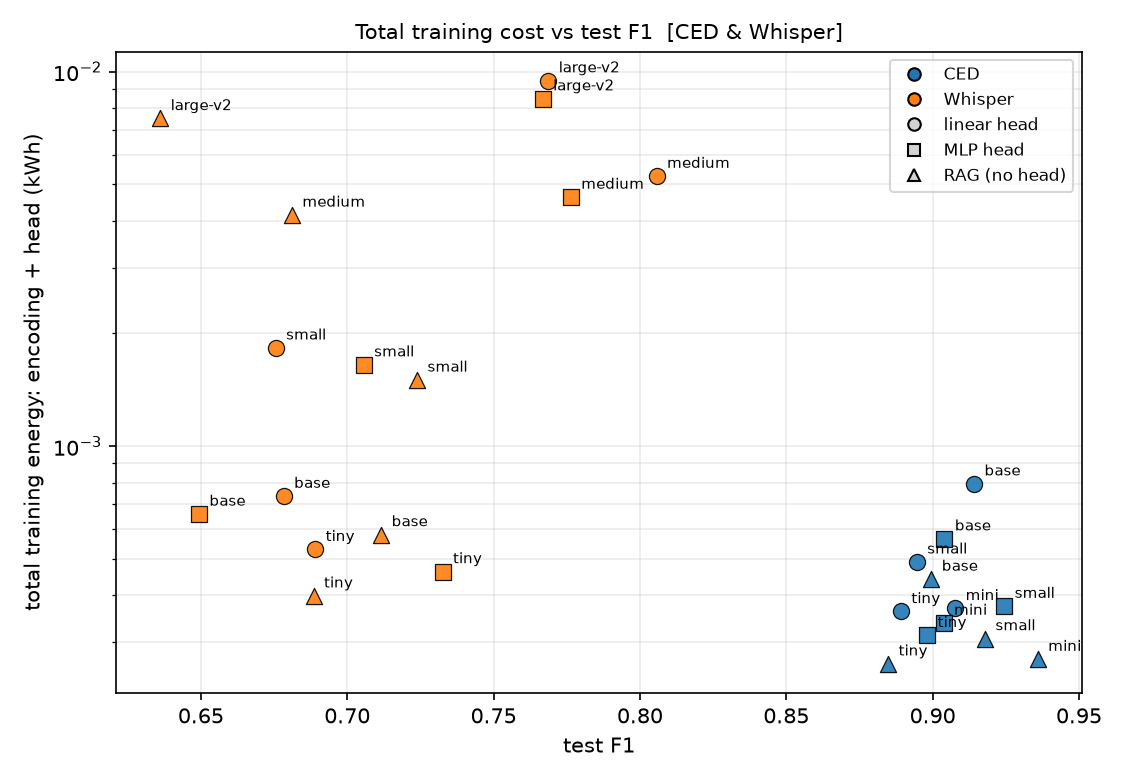 Total training cost vs test F1  [CED & Whisper]
total training energy: encoding + head (kWh)
10⁻²
10⁻³
CED
Whisper
linear head
MLP head
RAG (no head)
large-v2
large-v2
large-v2
medium
medium
medium
small
small
small
base
base
base
tiny
tiny
tiny
base
base
small
base
tiny
mini
small
mini
tiny
small
mini
tiny
0.65
0.70
0.75
0.80
0.85
0.90
0.95
test F1